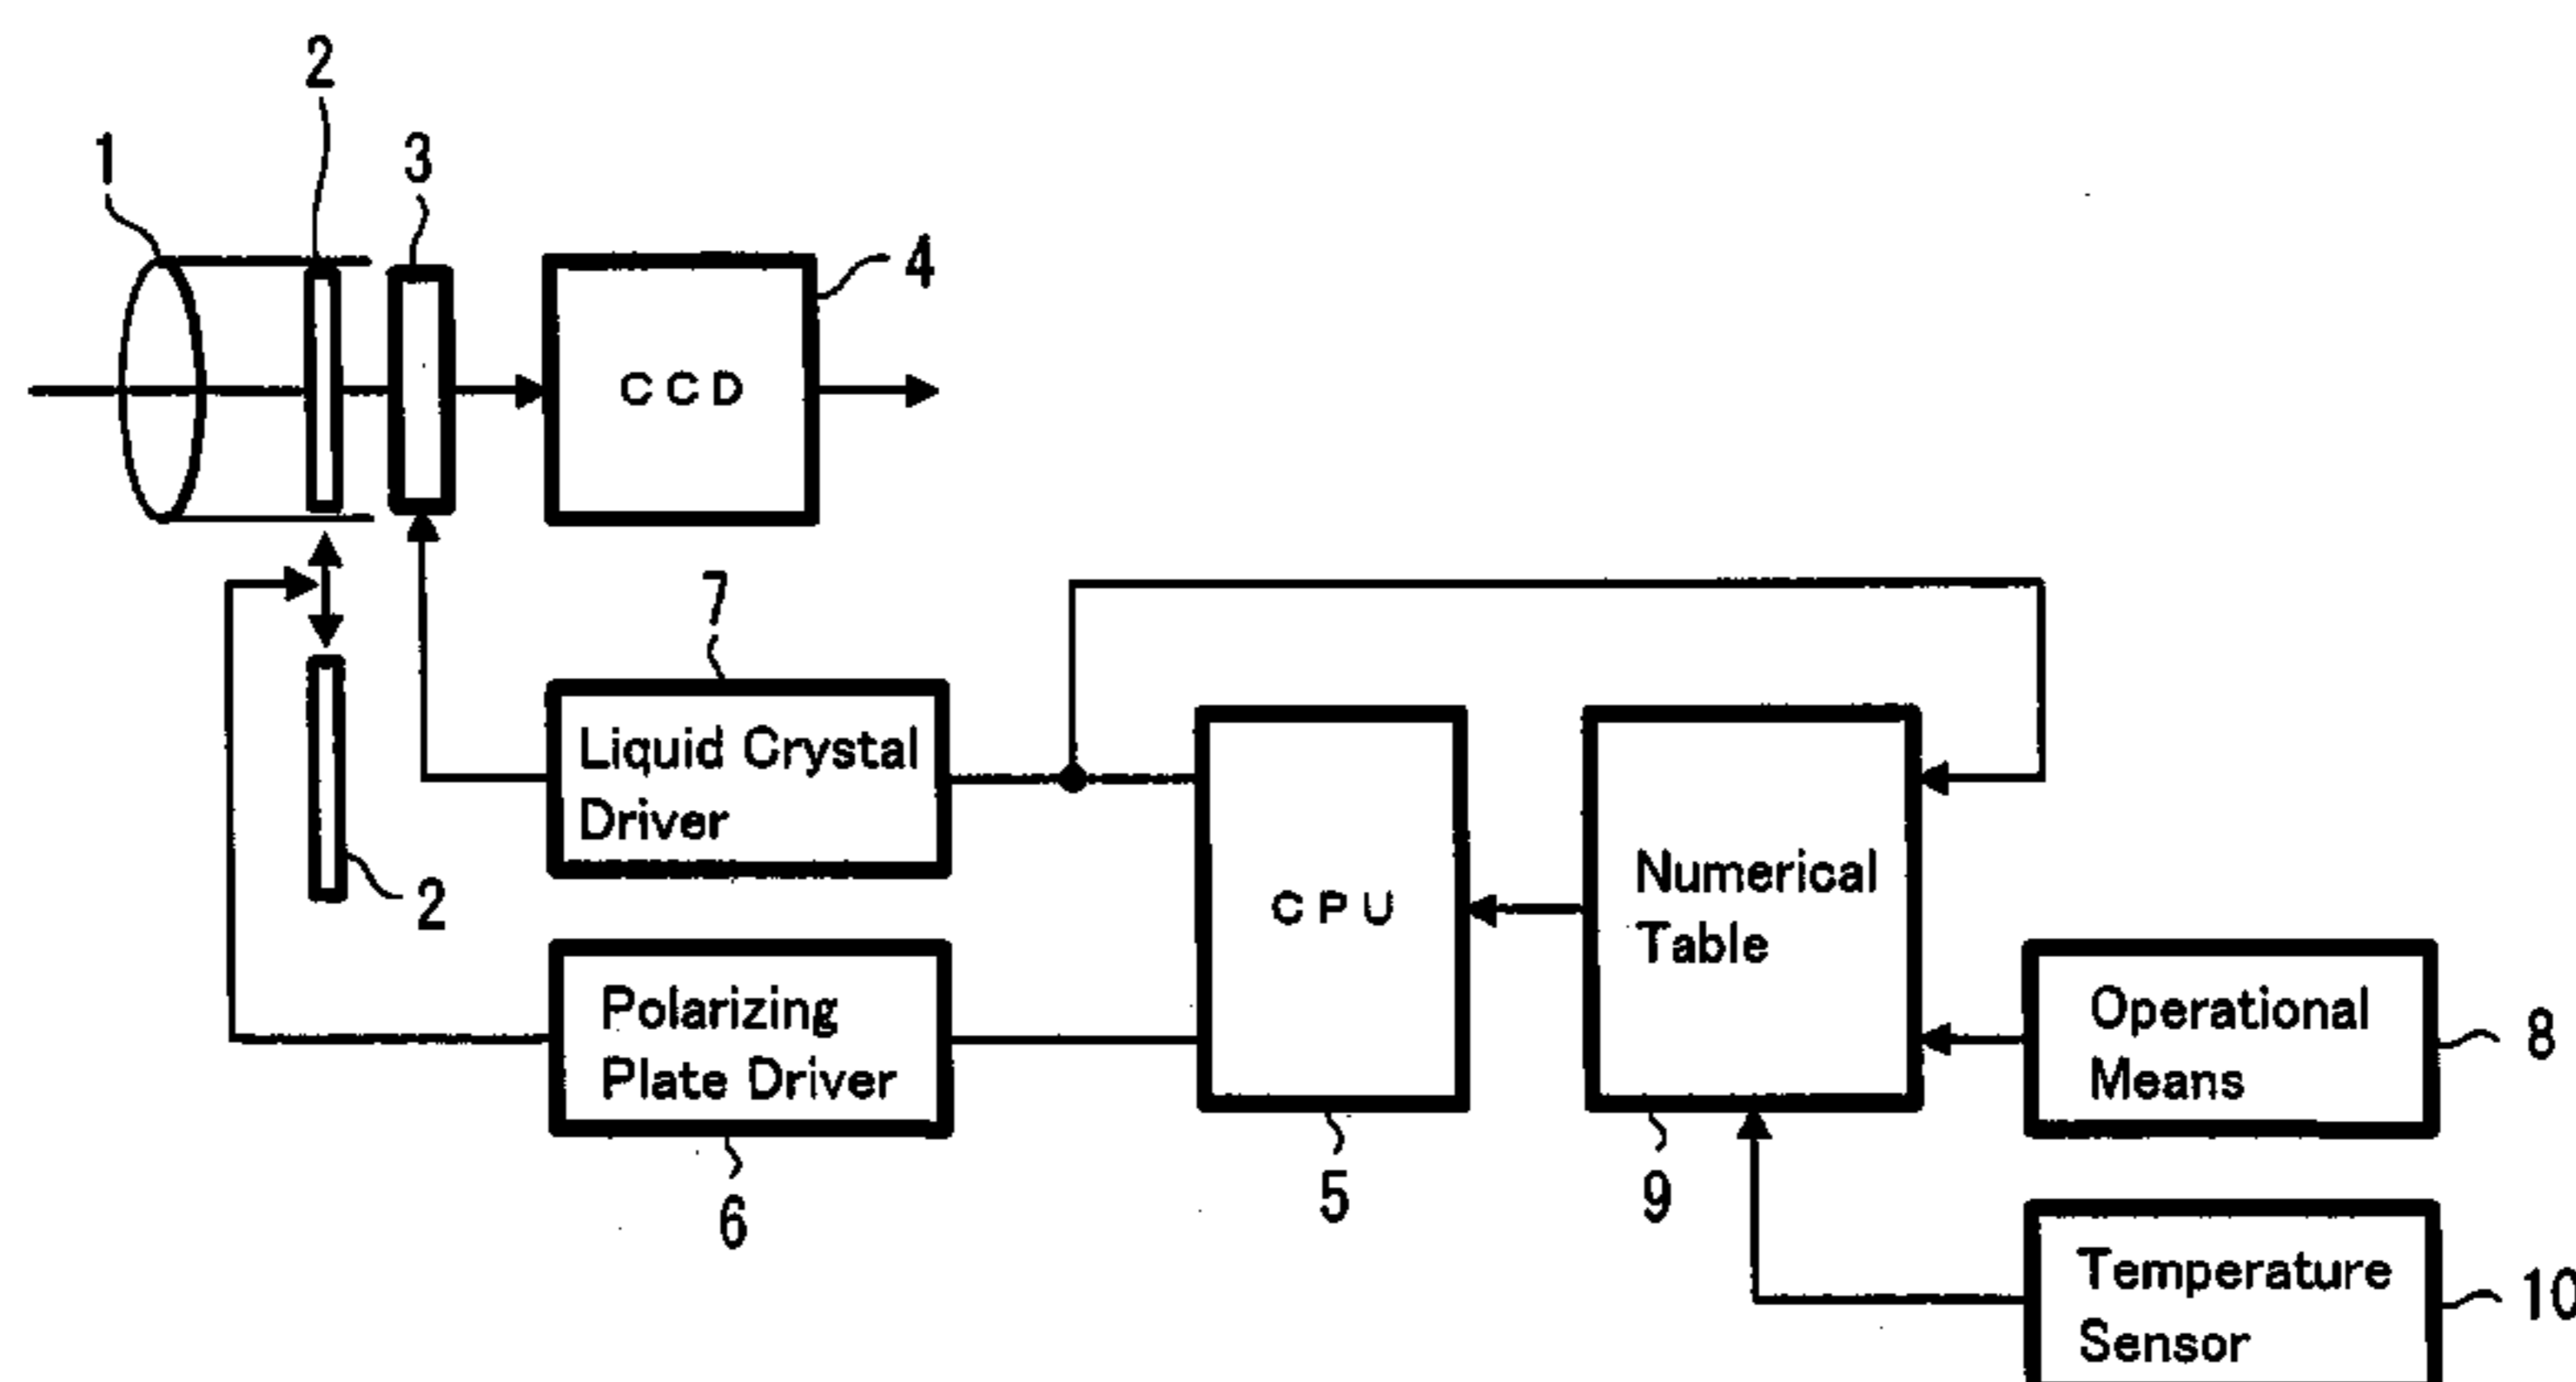 2
1
3
4
CCD
7
Liquid Crystal
Driver
2
CPU
Numerical
Table
Polarizing
Plate Driver
Operational
Means
8
6
5
9
Temperature
Sensor
10